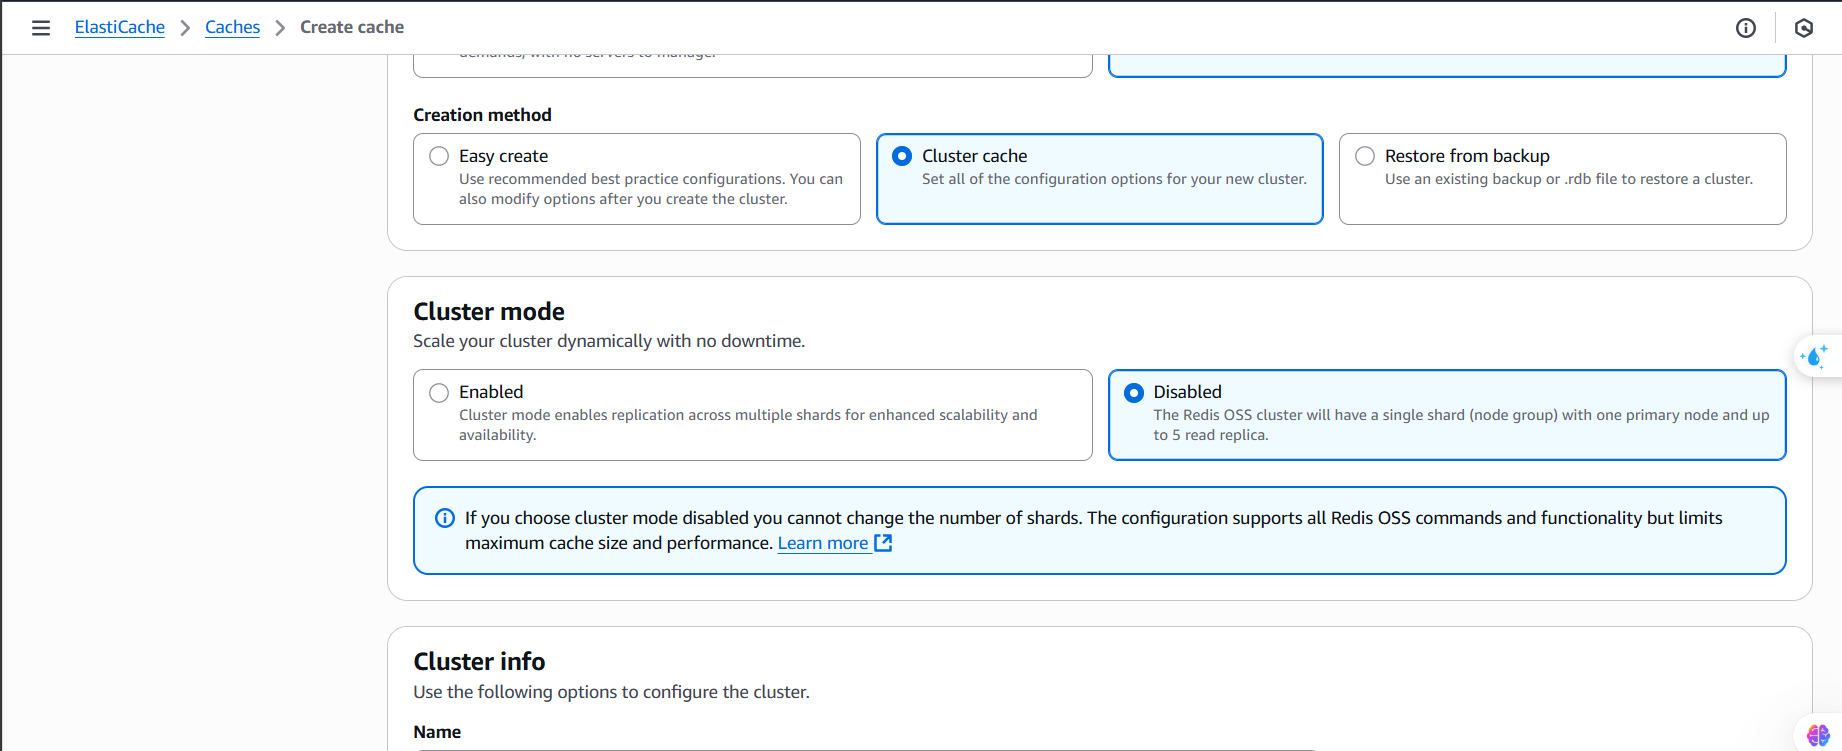 ElastiCache > Caches > Create cache
demands, with no servers to manage.
Creation method
Easy create
Use recommended best practice configurations. You can
also modify options after you create the cluster.
Cluster cache
Set all of the configuration options for your new cluster.
Restore from backup
Use an existing backup or .rdb file to restore a cluster.
Cluster mode
Scale your cluster dynamically with no downtime.
Enabled
Cluster mode enables replication across multiple shards for enhanced scalability and
availability.
Disabled
The Redis OSS cluster will have a single shard (node group) with one primary node and up
to 5 read replica.
If you choose cluster mode disabled you cannot change the number of shards. The configuration supports all Redis OSS commands and functionality but limits
maximum cache size and performance. Learn more
Cluster info
Use the following options to configure the cluster.
Name